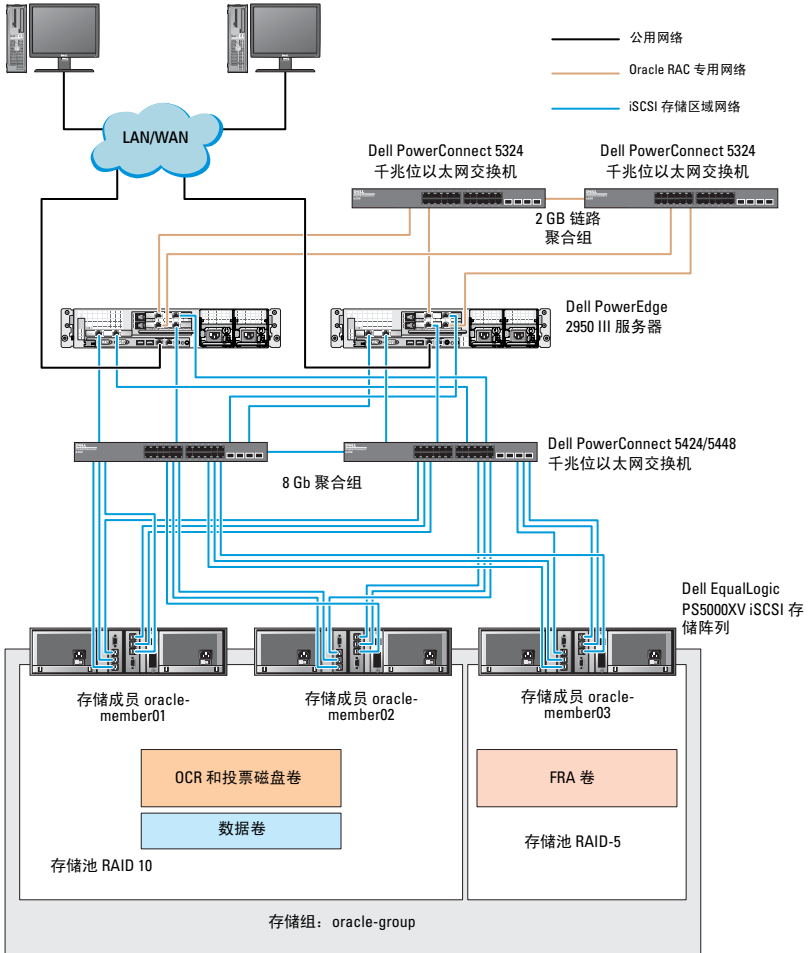 公用网络
Oracle RAC 专用网络
iSCSI 存储区域网络
LAN/WAN
Dell PowerConnect 5324
千兆位以太网交换机
Dell PowerConnect 5324
千兆位以太网交换机
2 GB 链路
聚合组
Dell PowerEdge
2950 III 服务器
Dell PowerConnect 5424/5448
千兆位以太网交换机
8 Gb 聚合组
Dell EqualLogic
PS5000XV iSCSI 存
储阵列
存储成员 oracle-
member01
存储成员 oracle-
member02
存储成员 oracle-
member03
OCR 和投票磁盘卷
数据卷
存储池 RAID 10
FRA 卷
存储池 RAID-5
存储组：oracle-group